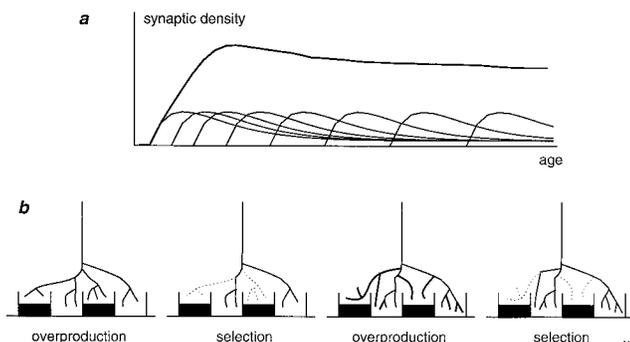 a
synaptic density
age
b
overproduction
selection
overproduction
selection